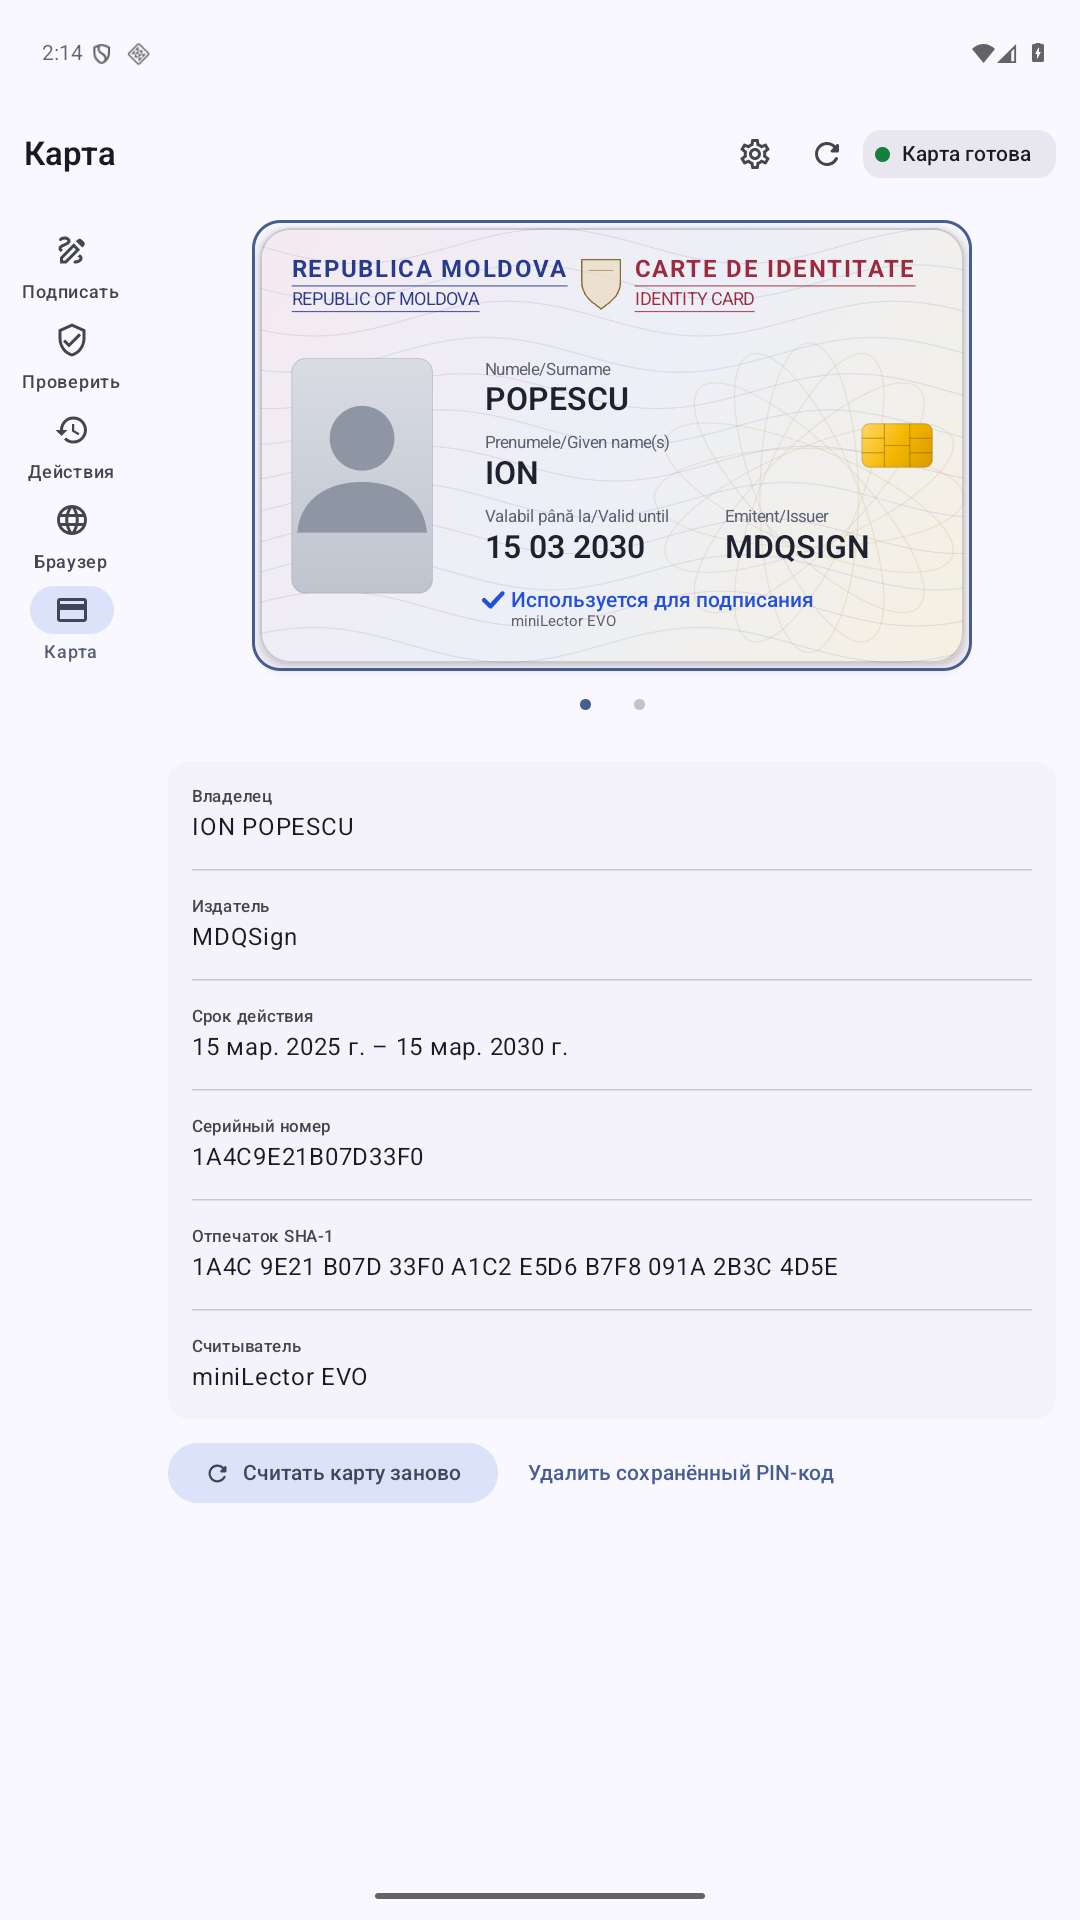 2:14
Карта
Карта готова
Подписать
Проверить
Действия
Браузер
Карта
REPUBLICA MOLDOVA
REPUBLIC OF MOLDOVA
CARTE DE IDENTITATE
IDENTITY CARD
Numele/Surname
POPESCU
Prenumele/Given name(s)
ION
Valabil până la/Valid until
15 03 2030
Emitent/Issuer
MDQSIGN
Используется для подписания
miniLector EVO
Владелец
ION POPESCU
Издатель
MDQSign
Срок действия
15 мар. 2025 г. – 15 мар. 2030 г.
Серийный номер
1A4C9E21B07D33F0
Отпечаток SHA-1
1A4C 9E21 B07D 33F0 A1C2 E5D6 B7F8 091A 2B3C 4D5E
Считыватель
miniLector EVO
Считать карту заново
Удалить сохранённый PIN-код